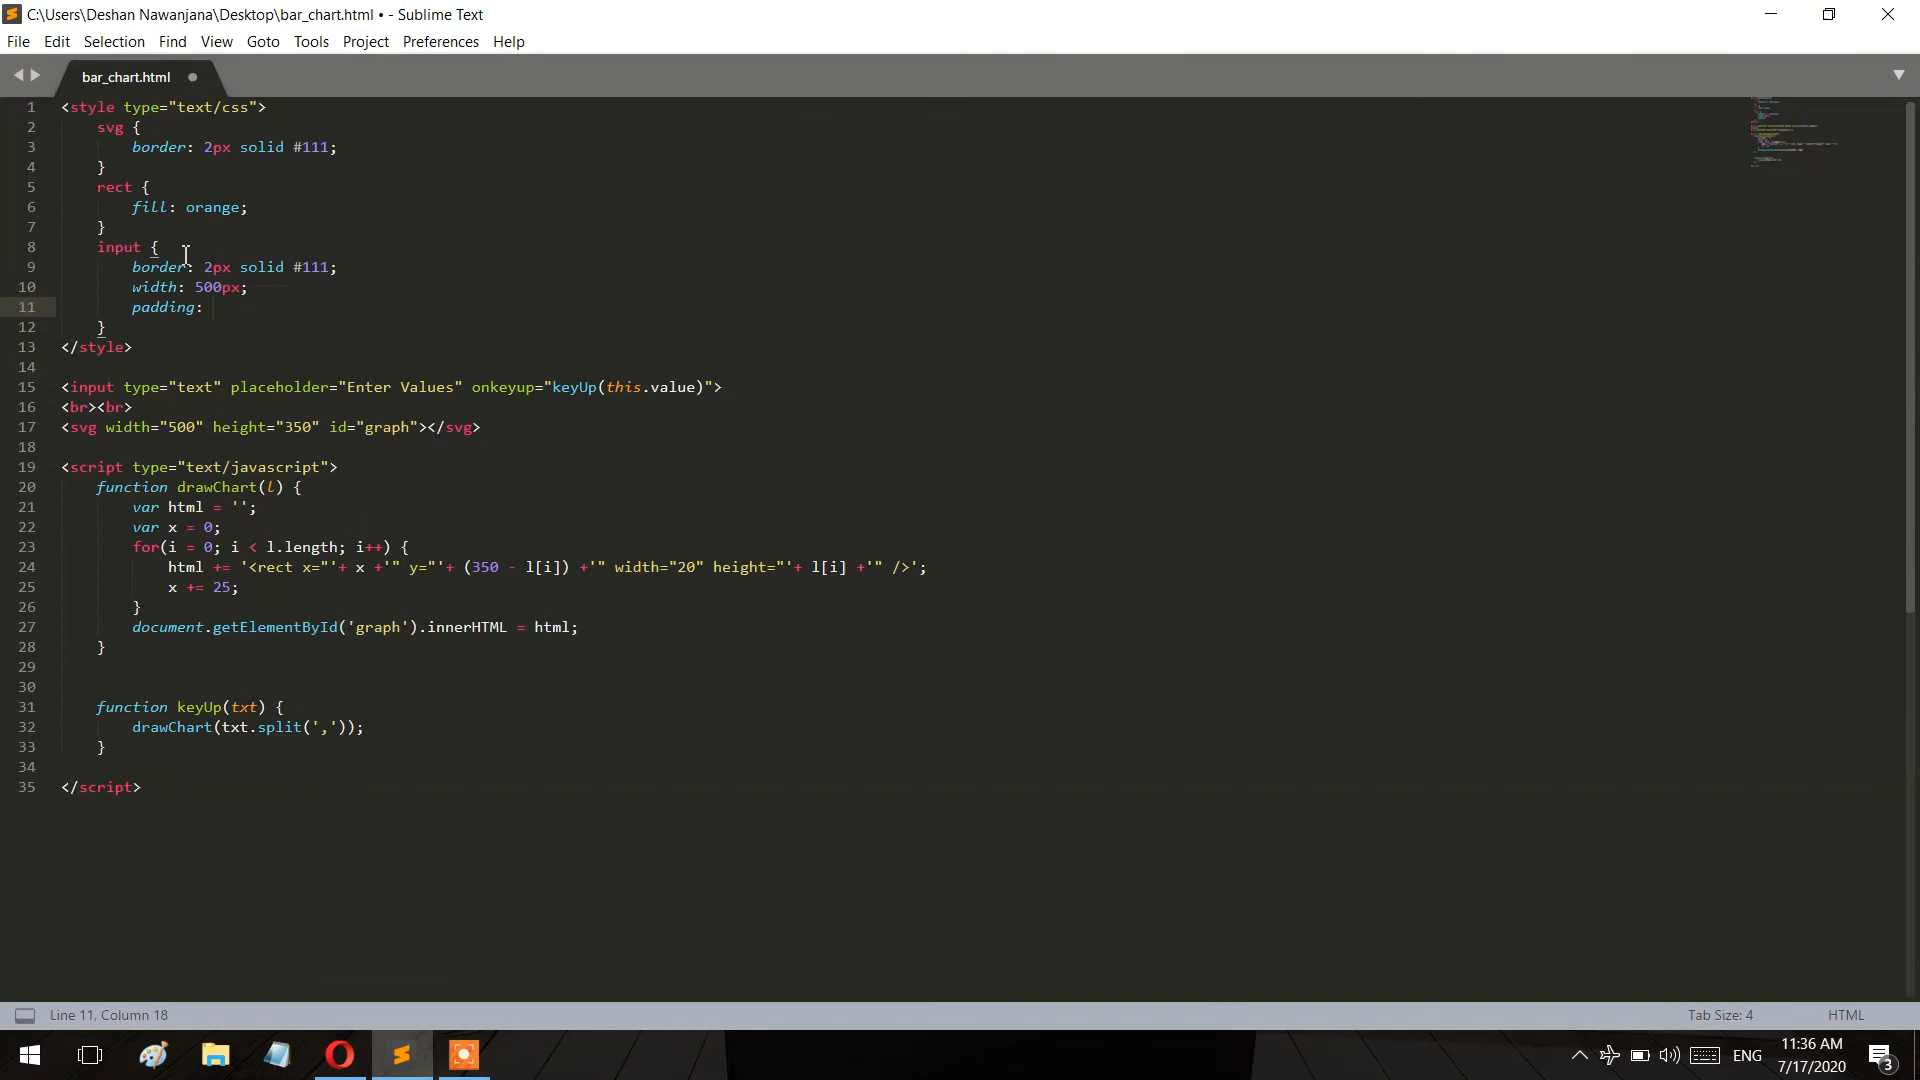 C:\Users\Deshan Nawanjana\Desktop\bar_chart.html • - Sublime Text
File Edit Selection Find View Goto Tools Project Preferences Help
bar_chart.html
1 <style type="text/css">
2 svg {
3 border: 2px solid #111;
4 }
5 rect {
6 fill: orange;
7 }
8 input {
9 border: 2px solid #111;
10 width: 500px;
11 padding:
12 }
13 </style>
14
15 <input type="text" placeholder="Enter Values" onkeyup="keyUp(this.value)">
16 <br><br>
17 <svg width="500" height="350" id="graph"></svg>
18
19 <script type="text/javascript">
20 function drawChart(l) {
21 var html = '';
22 var x = 0;
23 for(i = 0; i < l.length; i++) {
24 html += '<rect x="'+ x +'" y="'+ (350 - l[i]) +'" width="20" height="'+ l[i] +'" />';
25 x += 25;
26 }
27 document.getElementById('graph').innerHTML = html;
28 }
29
30
31 function keyUp(txt) {
32 drawChart(txt.split(','));
33 }
34
35 </script>
Line 11, Column 18 Tab Size: 4 HTML
ENG 11:36 AM 7/17/2020 3